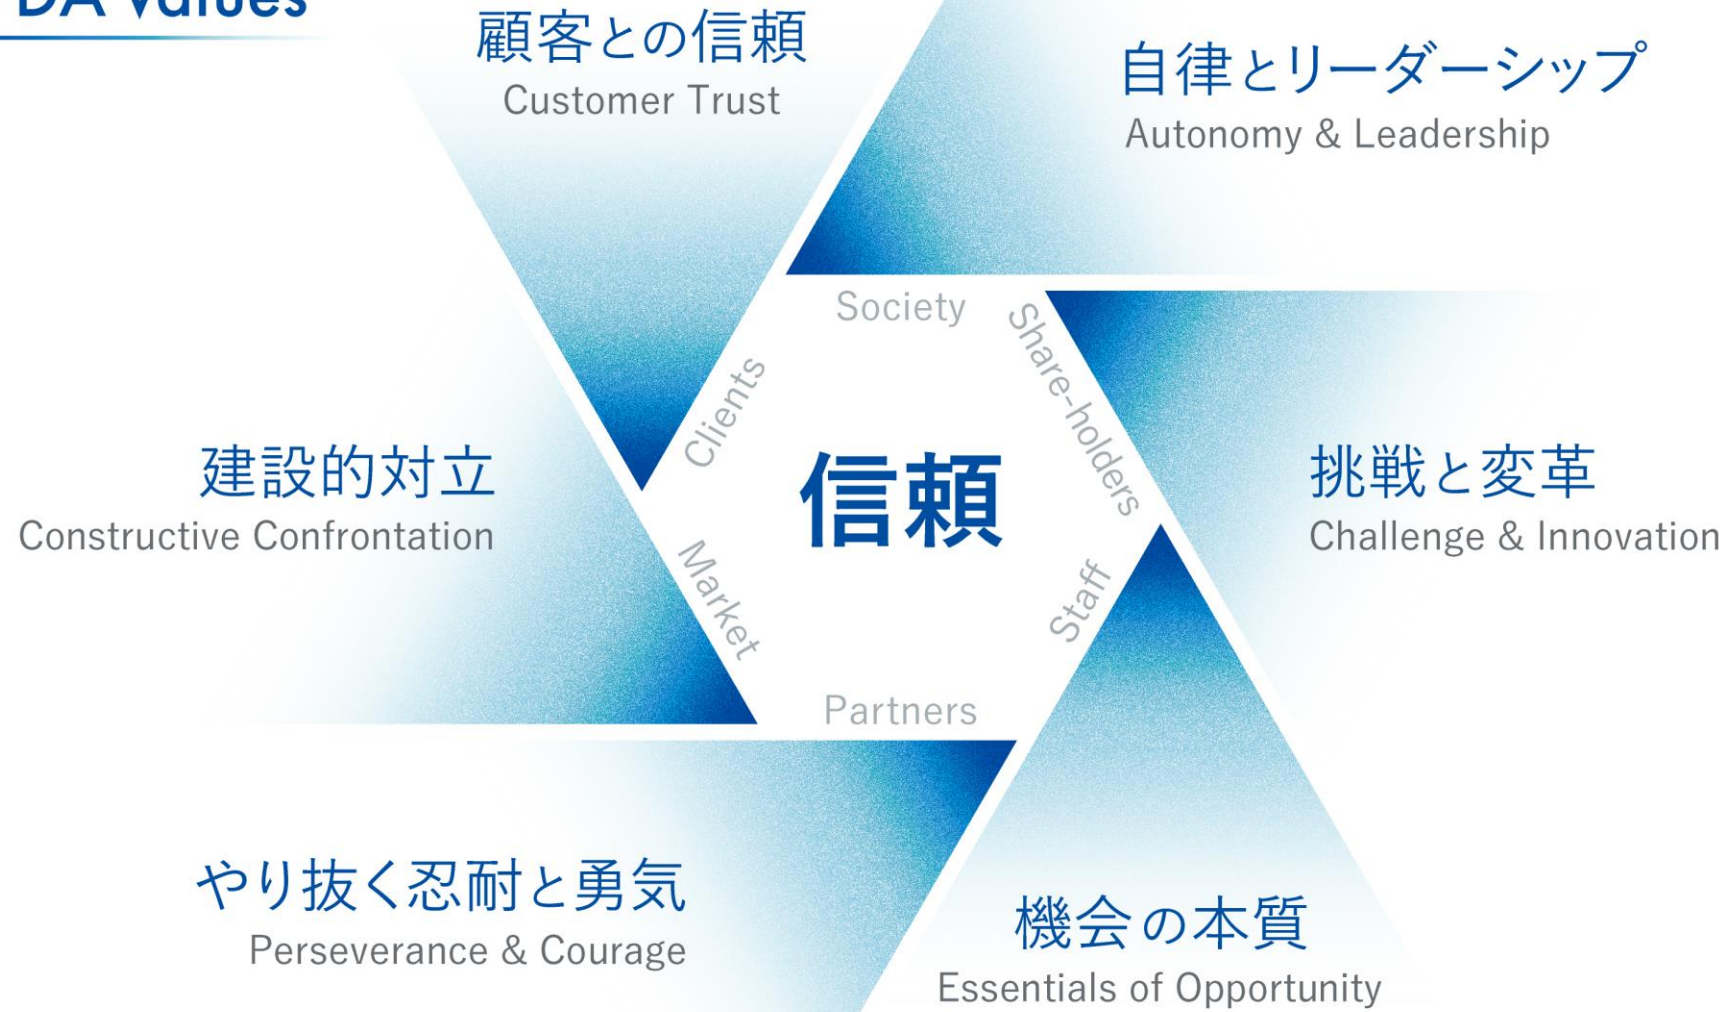 DA Values
顧客との信頼
Customer Trust
自律とリーダーシップ
Autonomy & Leadership
Society
Share-holders
Clients
建設的対立
Constructive Confrontation
信頼
挑戦と変革
Challenge & Innovation
Market
Staff
Partners
やり抜く忍耐と勇気
Perseverance & Courage
機会の本質
Essentials of Opportunity